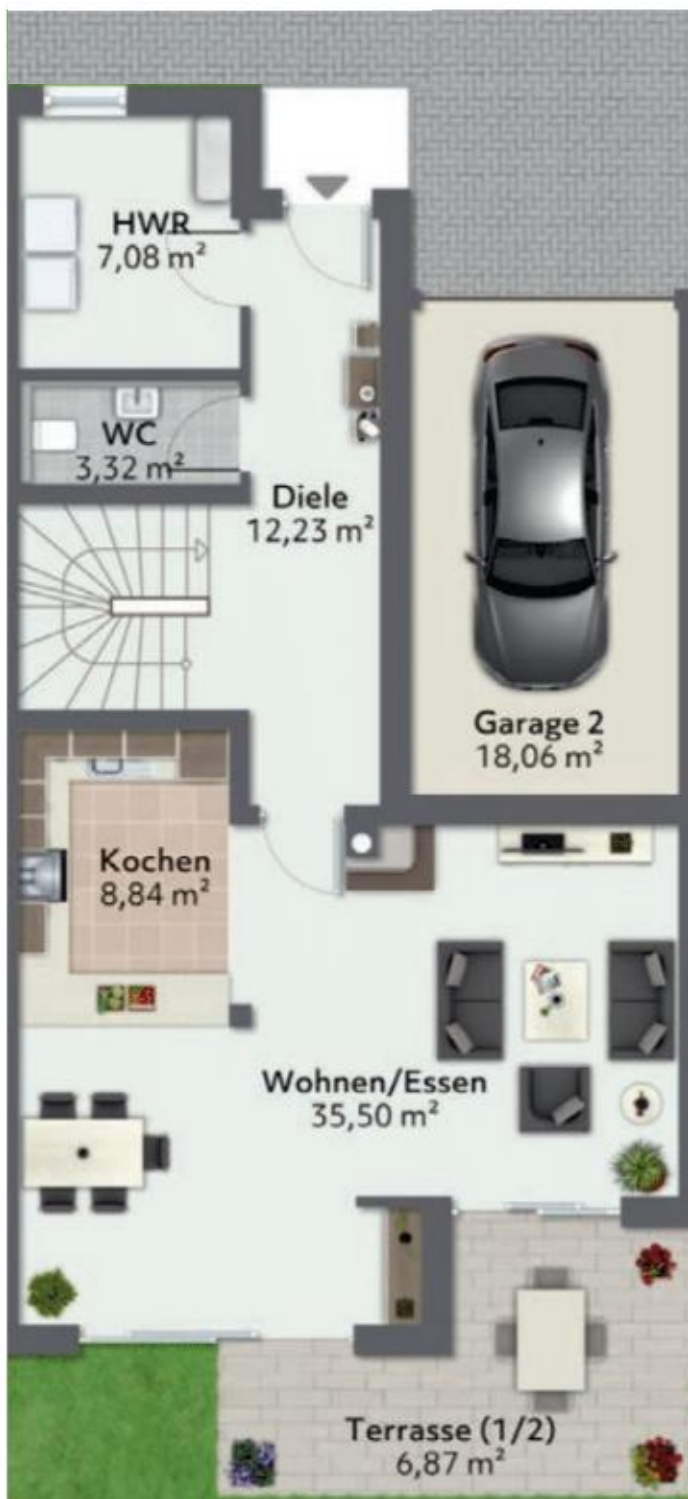 HWR
7,08 m²
WC
3,32 m²
Diele
12,23 m²
Garage 2
18,06 m²
Kochen
8,84 m²
Wohnen/Essen
35,50 m²
Terrasse (1/2)
6,87 m²